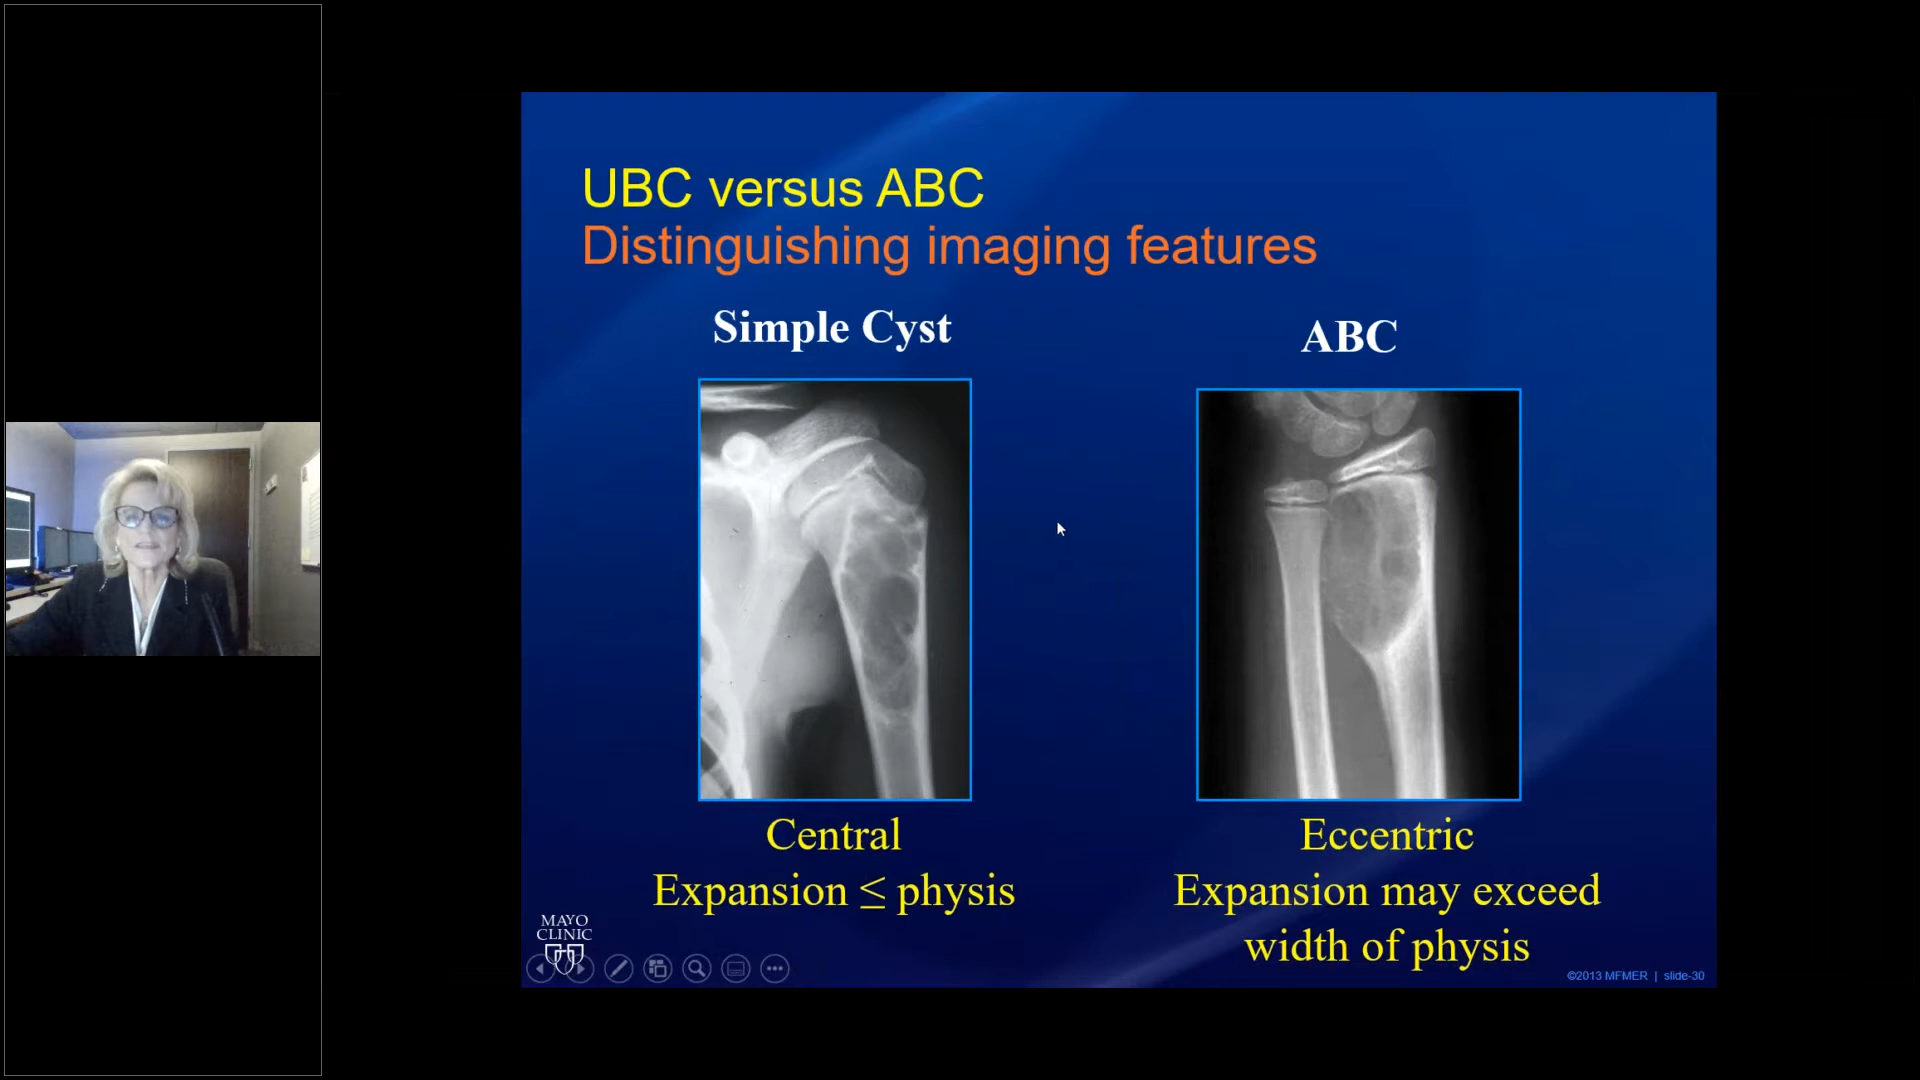 UBC versus ABC
Distinguishing imaging features
Simple Cyst
ABC
Central
Expansion ≤ physis
Eccentric
Expansion may exceed
width of physis
MAYO
CLINIC
©2013 MFMER | slide-30